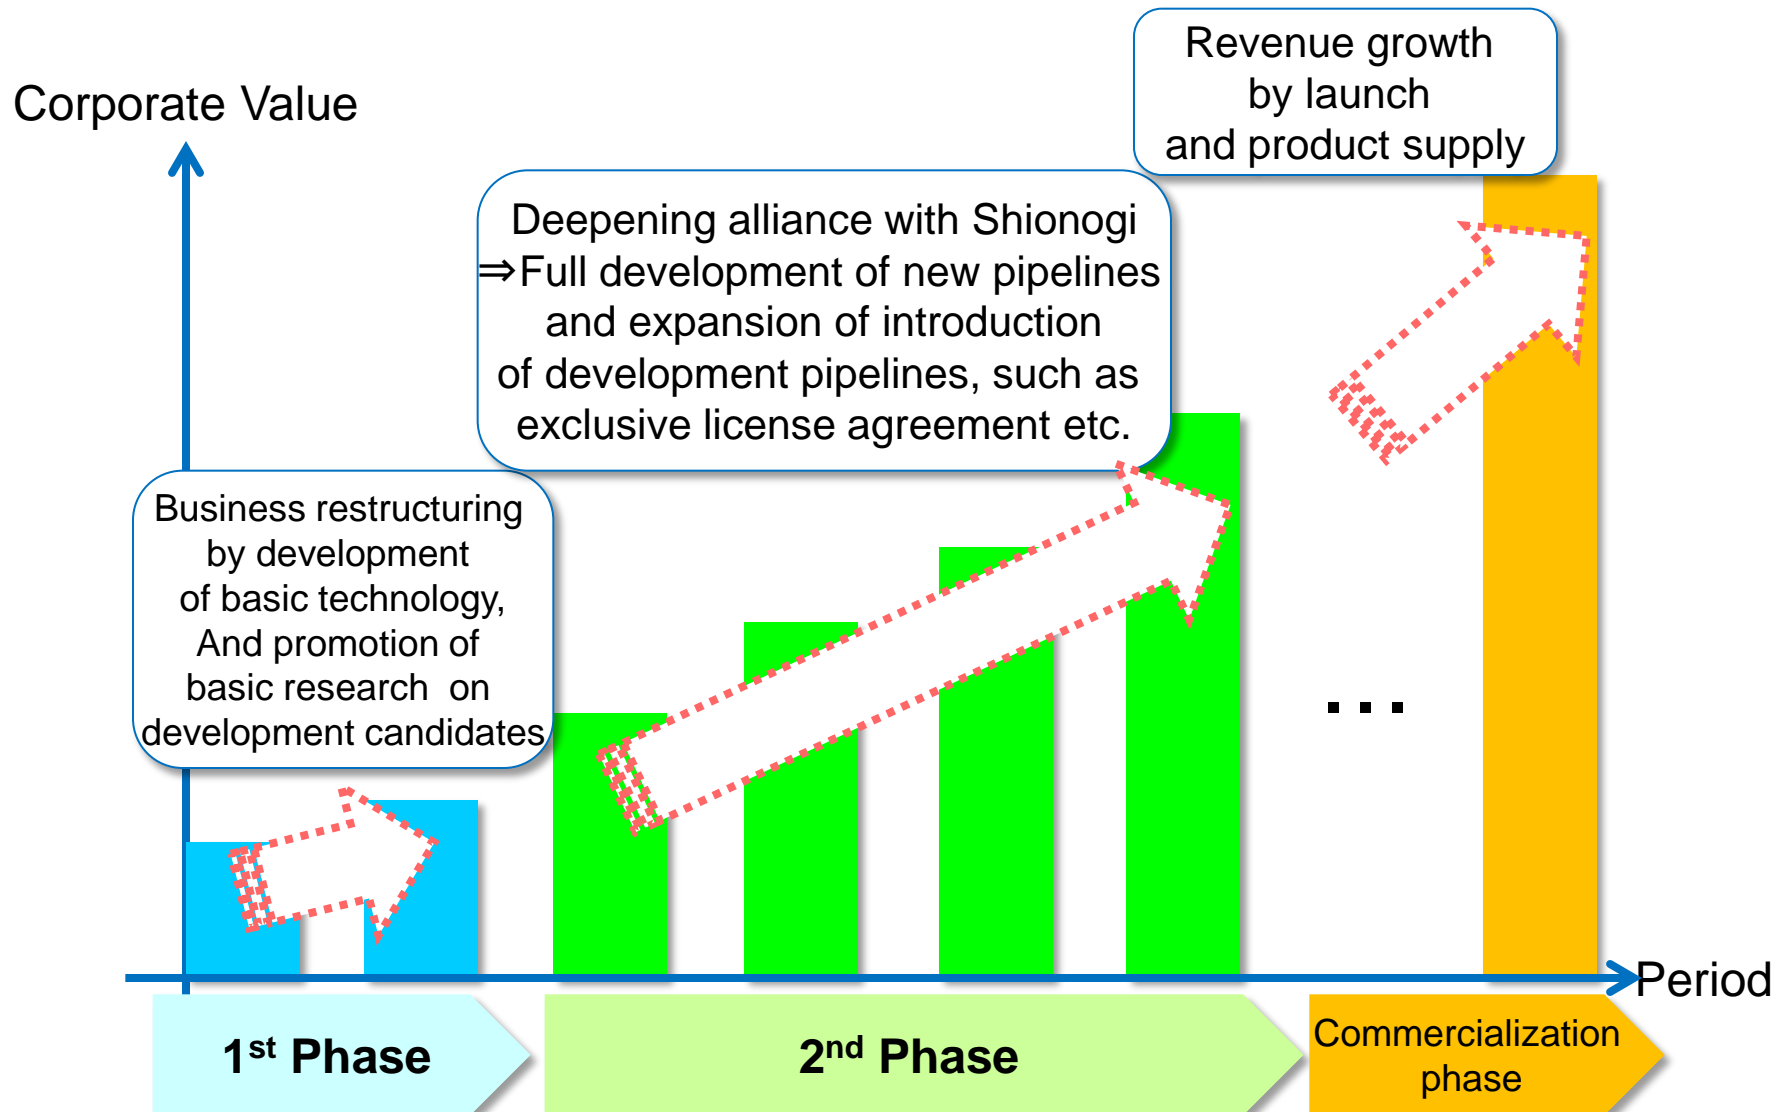 Revenue growth
by launch
and product supply
Corporate Value
Deepening alliance with Shionogi
⇒Full development of new pipelines
and expansion of introduction
of development pipelines, such as
exclusive license agreement etc.
Business restructuring
by development
of basic technology,
And promotion of
basic research on
development candidates
...
Period
1st Phase
2nd Phase
Commercialization
phase